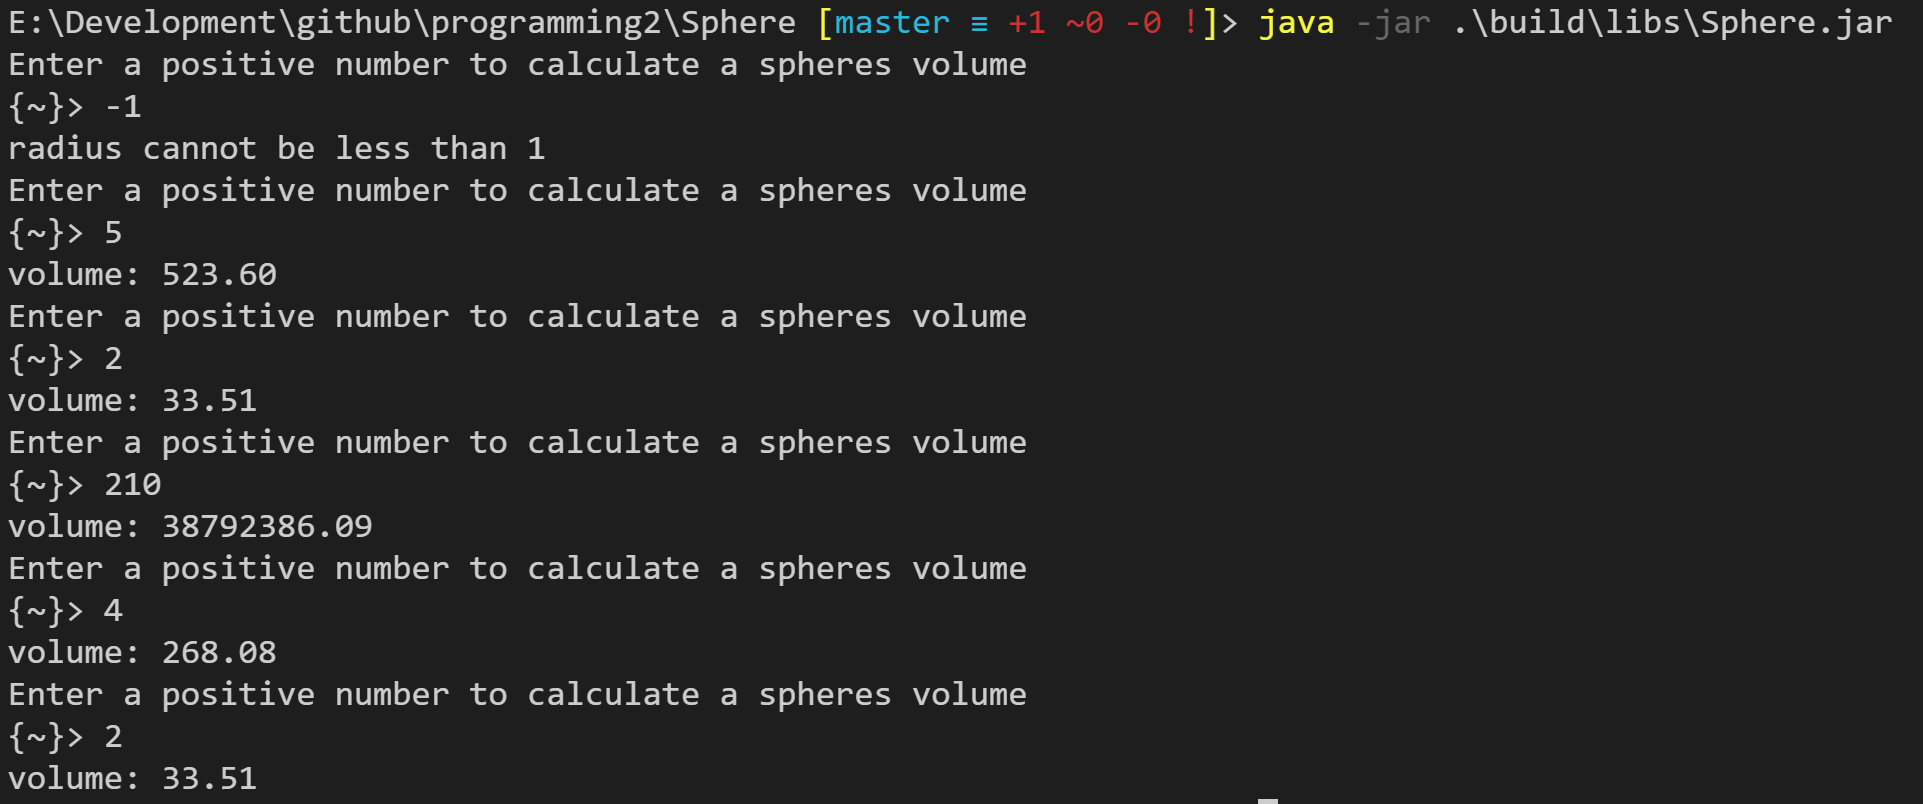 E:\Development\github\programming2\Sphere [master ≡ +1 ~0 -0 !]> java -jar .\build\libs\Sphere.jar
Enter a positive number to calculate a spheres volume
{~}> -1
radius cannot be less than 1
Enter a positive number to calculate a spheres volume
{~}> 5
volume: 523.60
Enter a positive number to calculate a spheres volume
{~}> 2
volume: 33.51
Enter a positive number to calculate a spheres volume
{~}> 210
volume: 38792386.09
Enter a positive number to calculate a spheres volume
{~}> 4
volume: 268.08
Enter a positive number to calculate a spheres volume
{~}> 2
volume: 33.51